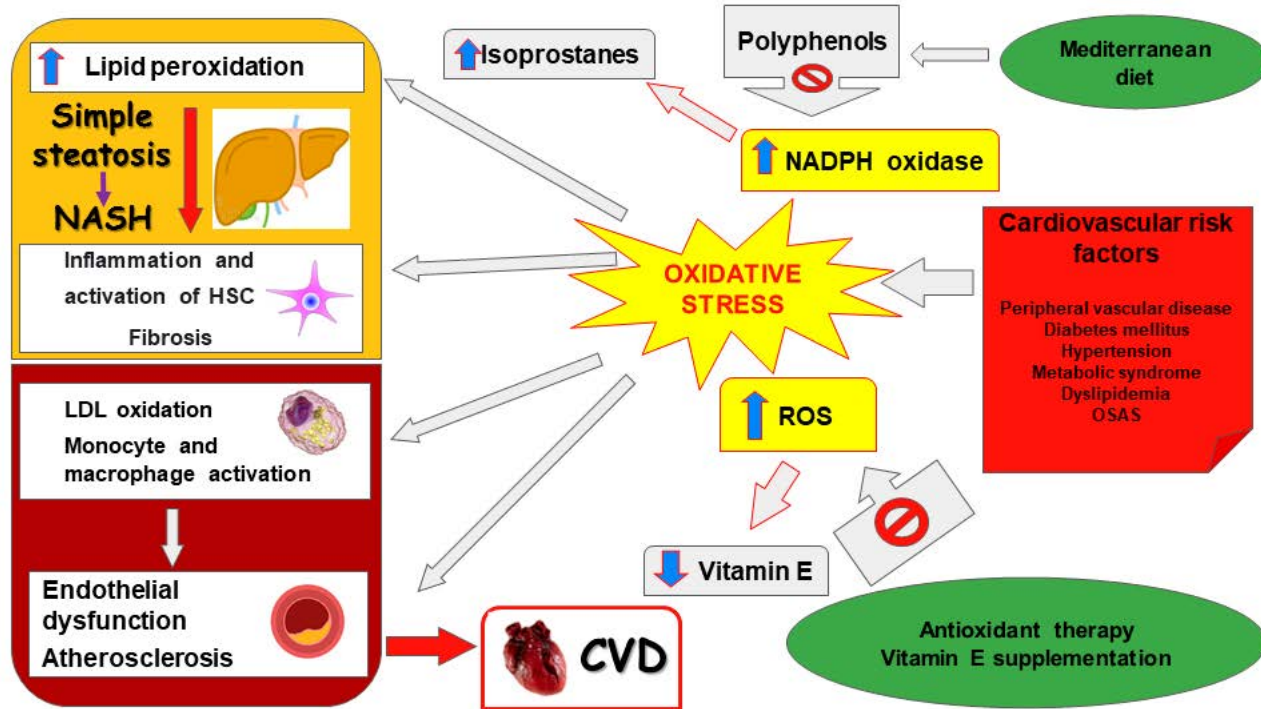 Lipid peroxidation
Simple
steatosis
NASH
Inflammation and
activation of HSC
Fibrosis
LDL oxidation
Monocyte and
macrophage activation
Endothelial
dysfunction
Atherosclerosis
Isoprostanes
Polyphenols
Mediterranean
diet
NADPH oxidase
OXIDATIVE
STRESS
Cardiovascular risk
factors
Peripheral vascular disease
Diabetes mellitus
Hypertension
Metabolic syndrome
Dyslipidemia
OSAS
ROS
Vitamin E
CVD
Antioxidant therapy
Vitamin E supplementation